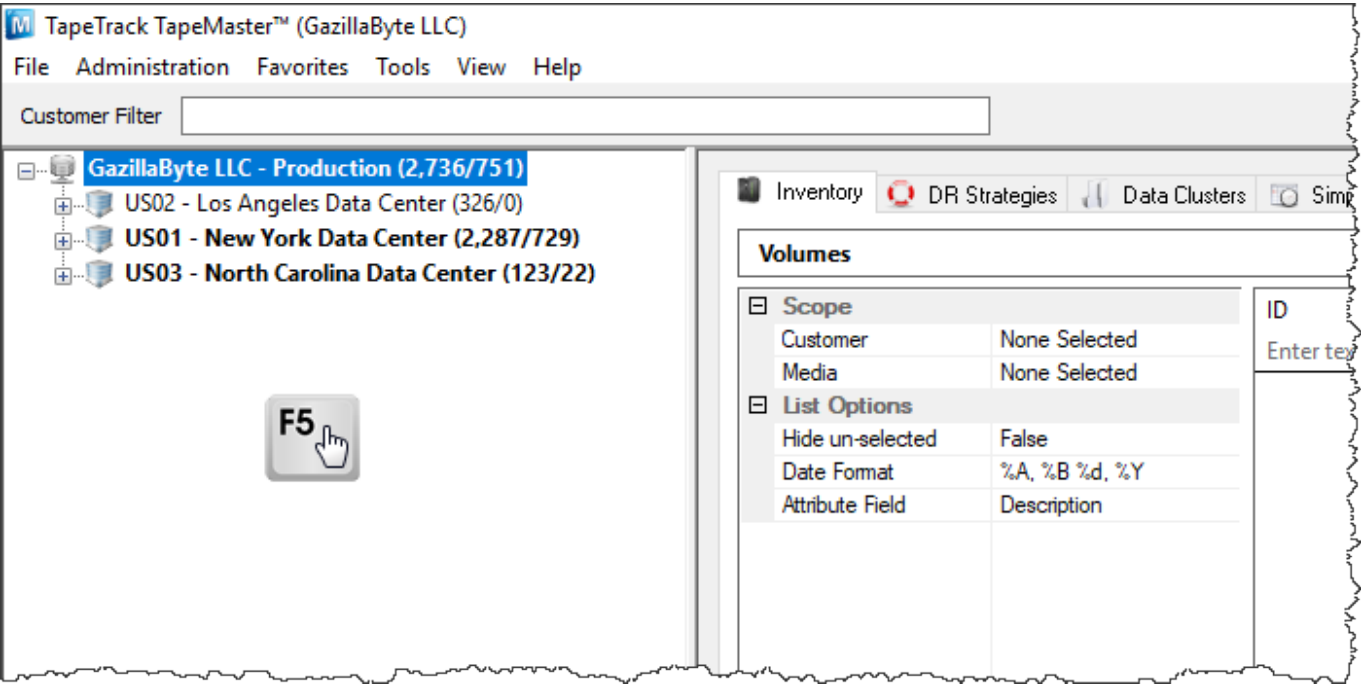 TapeTrack TapeMaster™ (GazillaByte LLC)
File Administration Favorites Tools View Help
Customer Filter
GazillaByte LLC - Production (2,736/751)
US02 - Los Angeles Data Center (326/0)
US01 - New York Data Center (2,287/729)
US03 - North Carolina Data Center (123/22)
F5
Inventory DR Strategies Data Clusters
Volumes
Scope
Customer None Selected
Media None Selected
List Options
Hide un-selected False
Date Format %A, %B %d, %Y
Attribute Field Description
ID
Enter